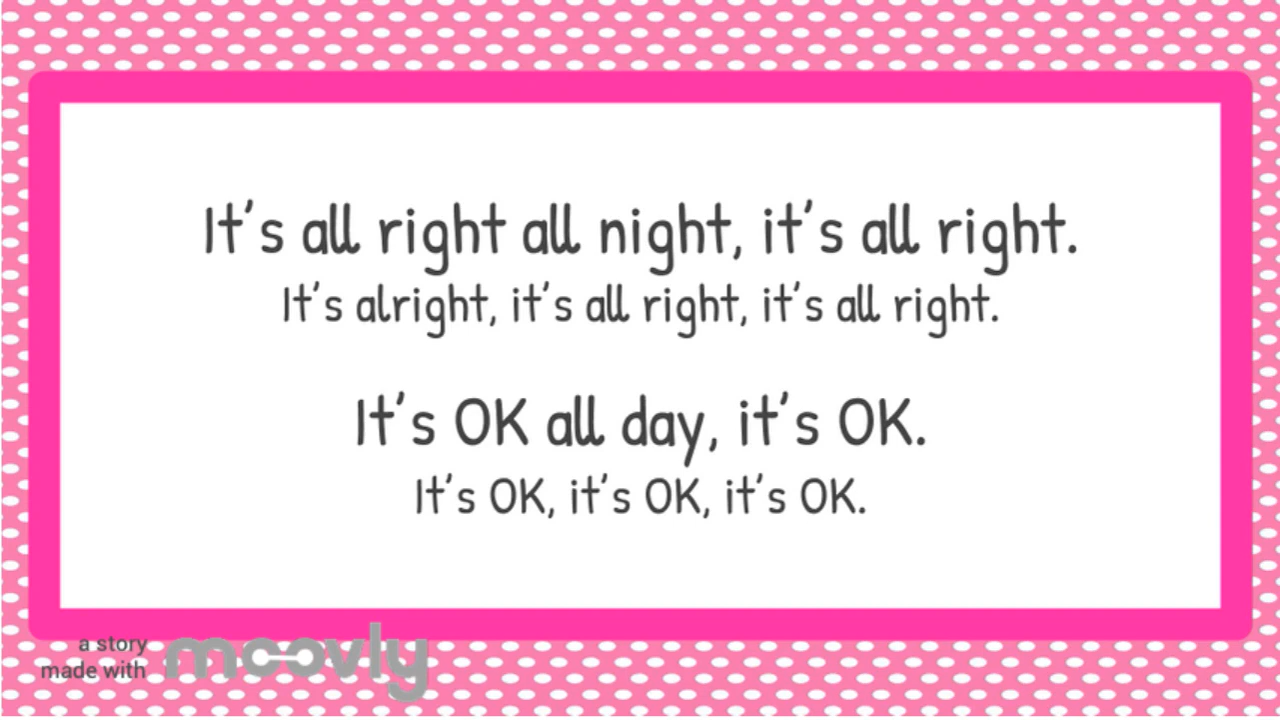 It's all right all night, it's all right.
It's alright, it's all right, it's all right.
It's OK all day, it's OK.
It's OK, it's OK, it's OK.
a story
made with
moovly